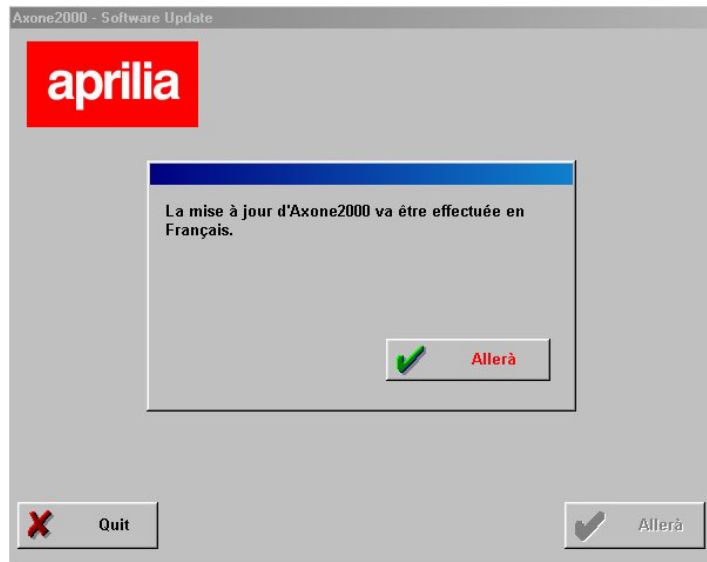 Axone2000 - Software Update
aprilia
La mise à jour d'Axone2000 va être effectuée en
Français.
Allerà
Quit
Allerà